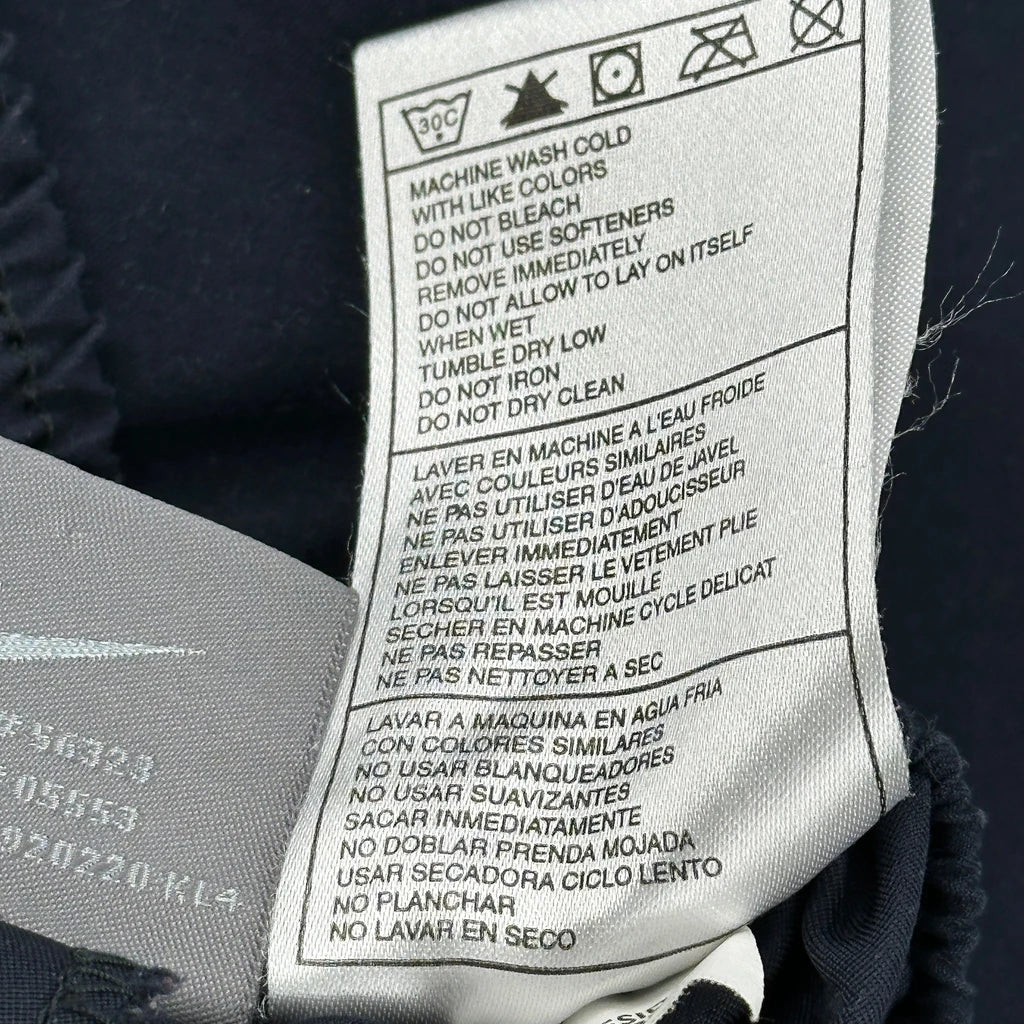 30C
MACHINE WASH COLD
WITH LIKE COLORS
DO NOT BLEACH
DO NOT USE SOFTENERS
REMOVE IMMEDIATELY
DO NOT ALLOW TO LAY ON ITSELF
WHEN WET
TUMBLE DRY LOW
DO NOT IRON
DO NOT DRY CLEAN
LAVER EN MACHINE A L'EAU FROIDE
AVEC COULEURS SIMILAIRES
NE PAS UTILISER D'EAU DE JAVEL
NE PAS UTILISER D'ADOUCISSEUR
ENLEVER IMMEDIATEMENT
NE PAS LAISSER LE VETEMENT PLIE
LORSQU'IL EST MOUILLE
SECHER EN MACHINE CYCLE DELICAT
NE PAS REPASSER
NE PAS NETTOYER A SEC
LAVAR A MAQUINA EN AGUA FRIA
CON COLORES SIMILARES
NO USAR BLANQUEADORES
NO USAR SUAVIZANTES
SACAR INMEDIATAMENTE
NO DOBLAR PRENDA MOJADA
USAR SECADORA CICLO LENTO
NO PLANCHAR
NO LAVAR EN SECO
#56323
05553
020220 KL4